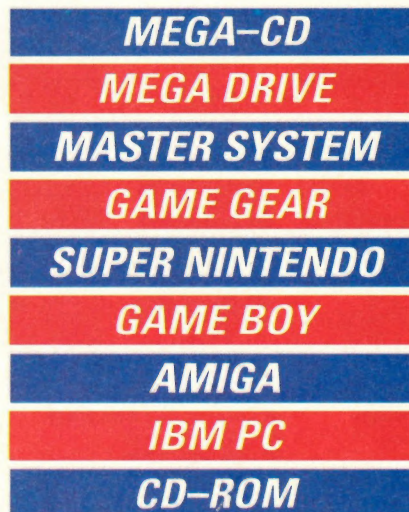 MEGA–CD
MEGA DRIVE
MASTER SYSTEM
GAME GEAR
SUPER NINTENDO
GAME BOY
AMIGA
IBM PC
CD–ROM